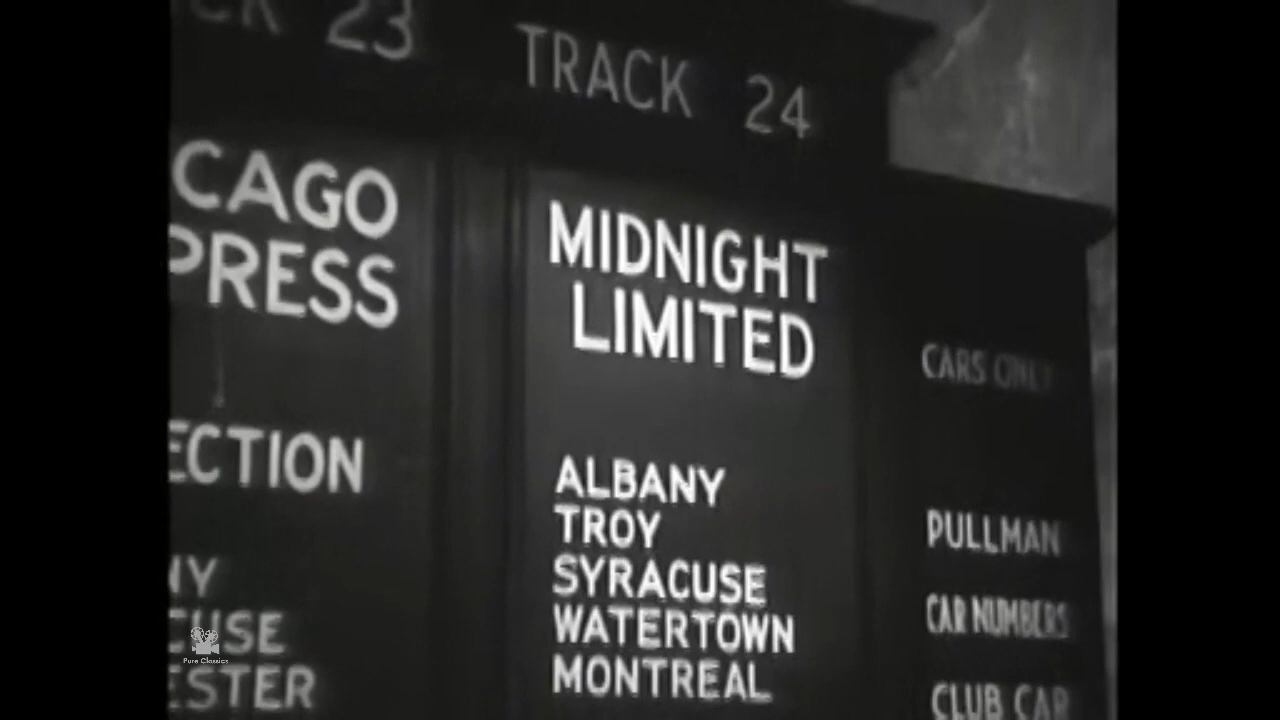 CK 23
TRACK 24
CAGO
PRESS
MIDNIGHT
LIMITED
CARS ONLY
ECTION
ALBANY
TROY
SYRACUSE
WATERTOWN
MONTREAL
PULLMAN
CAR NUMBERS
CLUB CAR
NY
CUSE
ESTER
Pure Classics